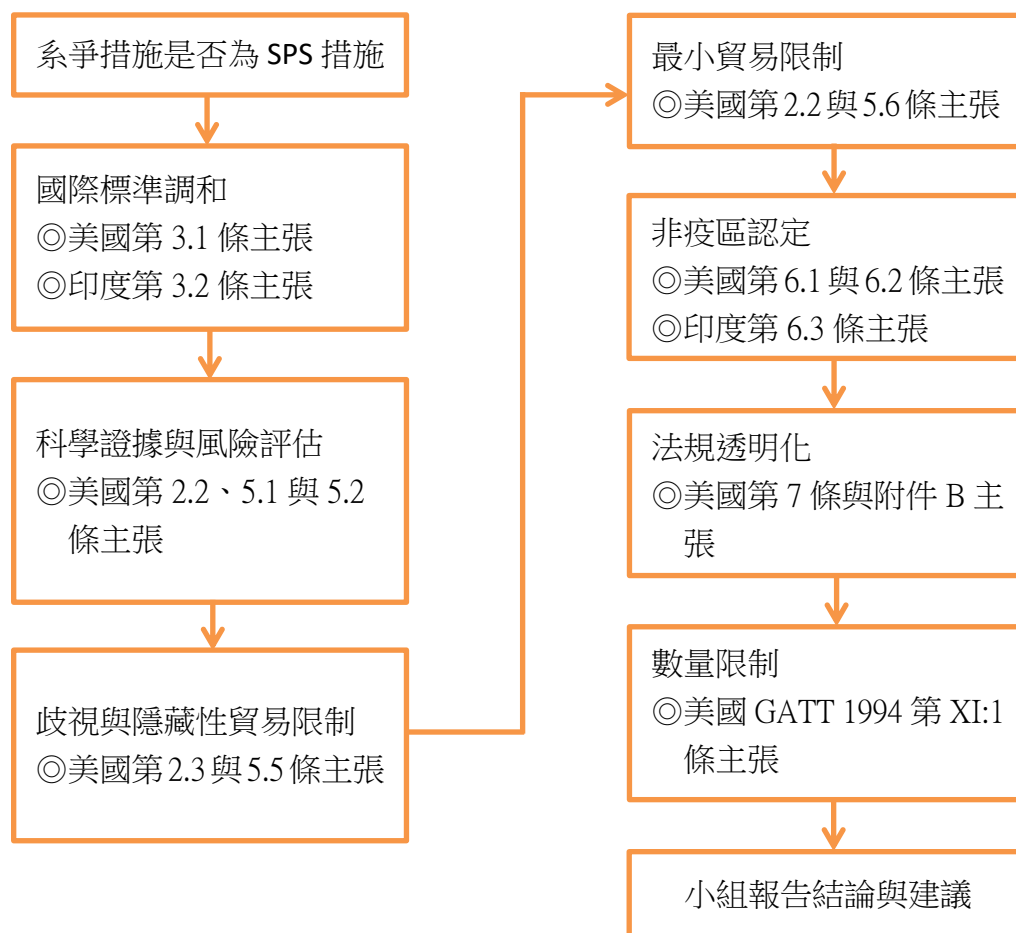 系爭措施是否為 SPS 措施
國際標準調和
◎美國第 3.1 條主張
◎印度第 3.2 條主張
科學證據與風險評估
◎美國第 2.2、5.1 與 5.2
條主張
歧視與隱藏性貿易限制
◎美國第 2.3 與 5.5 條主張
最小貿易限制
◎美國第 2.2 與 5.6 條主張
非疫區認定
◎美國第 6.1 與 6.2 條主張
◎印度第 6.3 條主張
法規透明化
◎美國第 7 條與附件 B 主
張
數量限制
◎美國 GATT 1994 第 XI:1
條主張
小組報告結論與建議